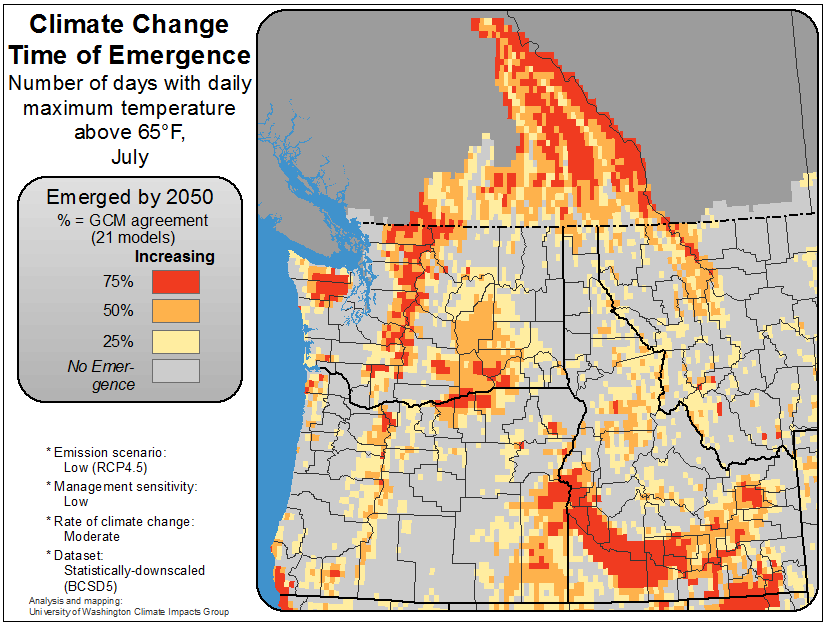 Climate Change
Time of Emergence
Number of days with daily
maximum temperature
above 65°F,
July
Emerged by 2050
% = GCM agreement
(21 models)
Increasing
75%
50%
25%
No Emer-
gence
* Emission scenario:
Low (RCP4.5)
* Management sensitivity:
Low
* Rate of climate change:
Moderate
* Dataset:
Statistically-downscaled
(BCSD5)
Analysis and mapping:
University of Washington Climate Impacts Group